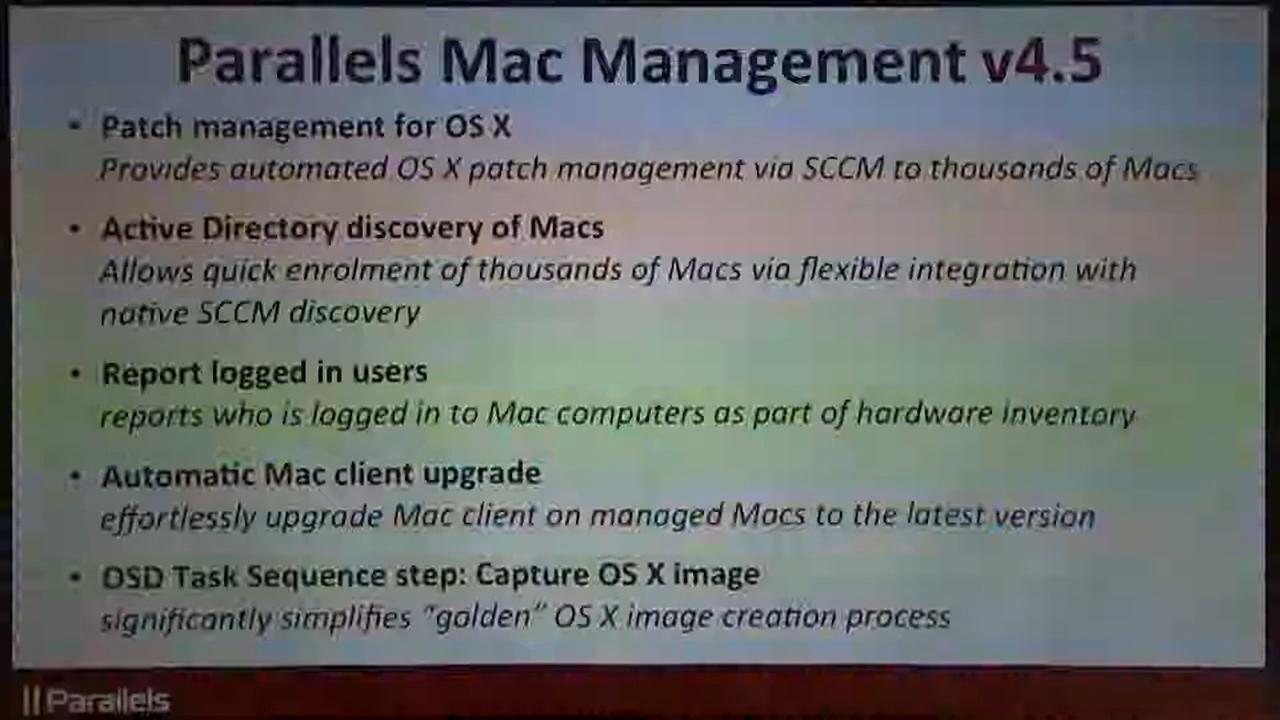 Parallels Mac Management v4.5
• Patch management for OS X
Provides automated OS X patch management via SCCM to thousands of Macs
• Active Directory discovery of Macs
Allows quick enrolment of thousands of Macs via flexible integration with
native SCCM discovery
• Report logged in users
reports who is logged in to Mac computers as part of hardware inventory
• Automatic Mac client upgrade
effortlessly upgrade Mac client on managed Macs to the latest version
• OSD Task Sequence step: Capture OS X image
significantly simplifies "golden" OS X image creation process
|| Parallels